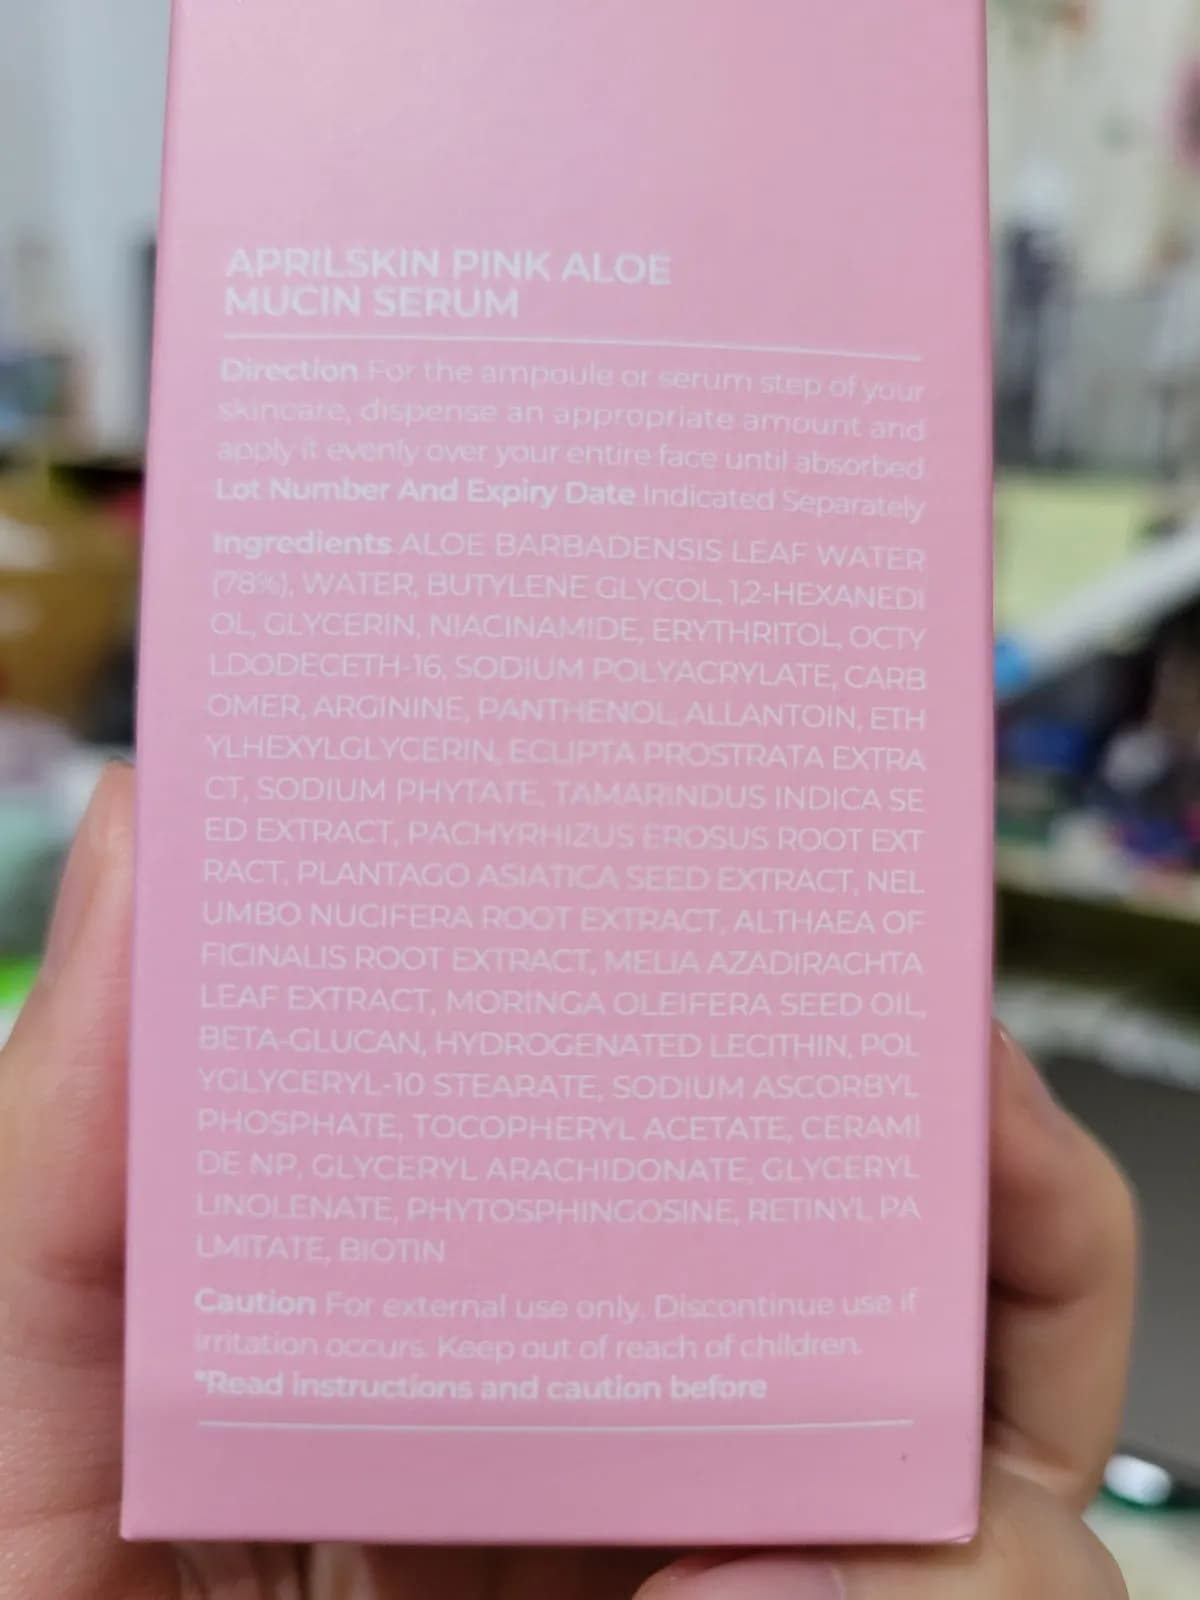 APRILSKIN PINK ALOE
MUCIN SERUM
Direction For the ampoule or serum step of your
skincare, dispense an appropriate amount and
apply it evenly over your entire face until absorbed
Lot Number And Expiry Date Indicated Separately
Ingredients ALOE BARBADENSIS LEAF WATER
(78%), WATER, BUTYLENE GLYCOL, 1,2-HEXANEDI
OL, GLYCERIN, NIACINAMIDE, ERYTHRITOL, OCTY
LDODECETH-16, SODIUM POLYACRYLATE, CARB
OMER, ARGININE, PANTHENOL, ALLANTOIN, ETH
YLHEXYLGLYCERIN, ECLIPTA PROSTRATA EXTRA
CT, SODIUM PHYTATE, TAMARINDUS INDICA SE
ED EXTRACT, PACHYRHIZUS EROSUS ROOT EXT
RACT, PLANTAGO ASIATICA SEED EXTRACT, NEL
UMBO NUCIFERA ROOT EXTRACT, ALTHAEA OF
FICINALIS ROOT EXTRACT, MELIA AZADIRACHTA
LEAF EXTRACT, MORINGA OLEIFERA SEED OIL,
BETA-GLUCAN, HYDROGENATED LECITHIN, POL
YGLYCERYL-10 STEARATE, SODIUM ASCORBYL
PHOSPHATE, TOCOPHERYL ACETATE, CERAMI
DE NP, GLYCERYL ARACHIDONATE, GLYCERYL
LINOLENATE, PHYTOSPHINGOSINE, RETINYL PA
LMITATE, BIOTIN
Caution For external use only. Discontinue use if
irritation occurs. Keep out of reach of children.
*Read instructions and caution before